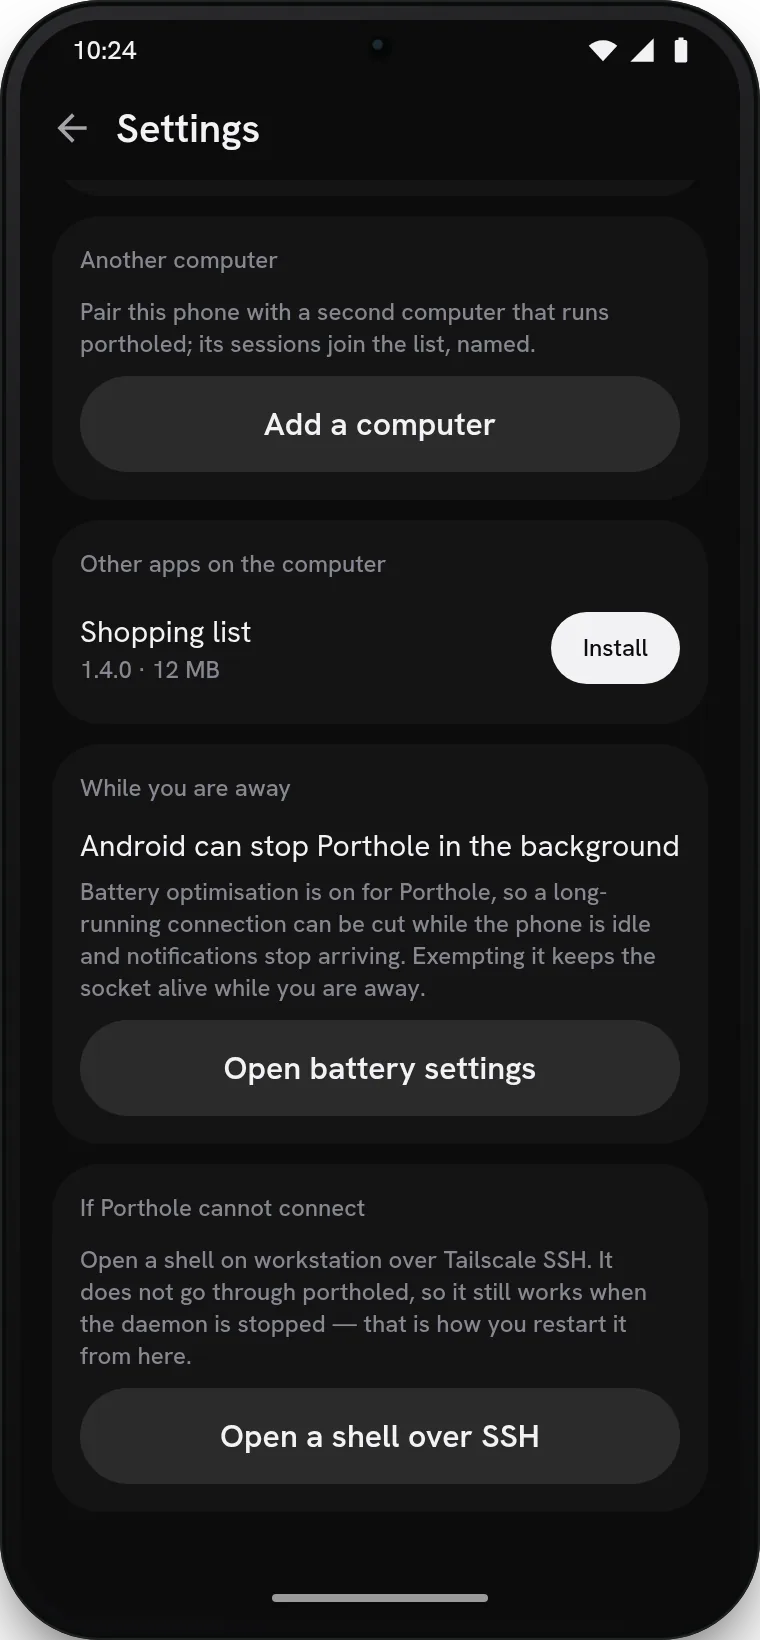 10:24
Settings
Another computer
Pair this phone with a second computer that runs
portholed; its sessions join the list, named.
Add a computer
Other apps on the computer
Shopping list
1.4.0 · 12 MB
Install
While you are away
Android can stop Porthole in the background
Battery optimisation is on for Porthole, so a long-
running connection can be cut while the phone is idle
and notifications stop arriving. Exempting it keeps the
socket alive while you are away.
Open battery settings
If Porthole cannot connect
Open a shell on workstation over Tailscale SSH. It
does not go through portholed, so it still works when
the daemon is stopped — that is how you restart it
from here.
Open a shell over SSH